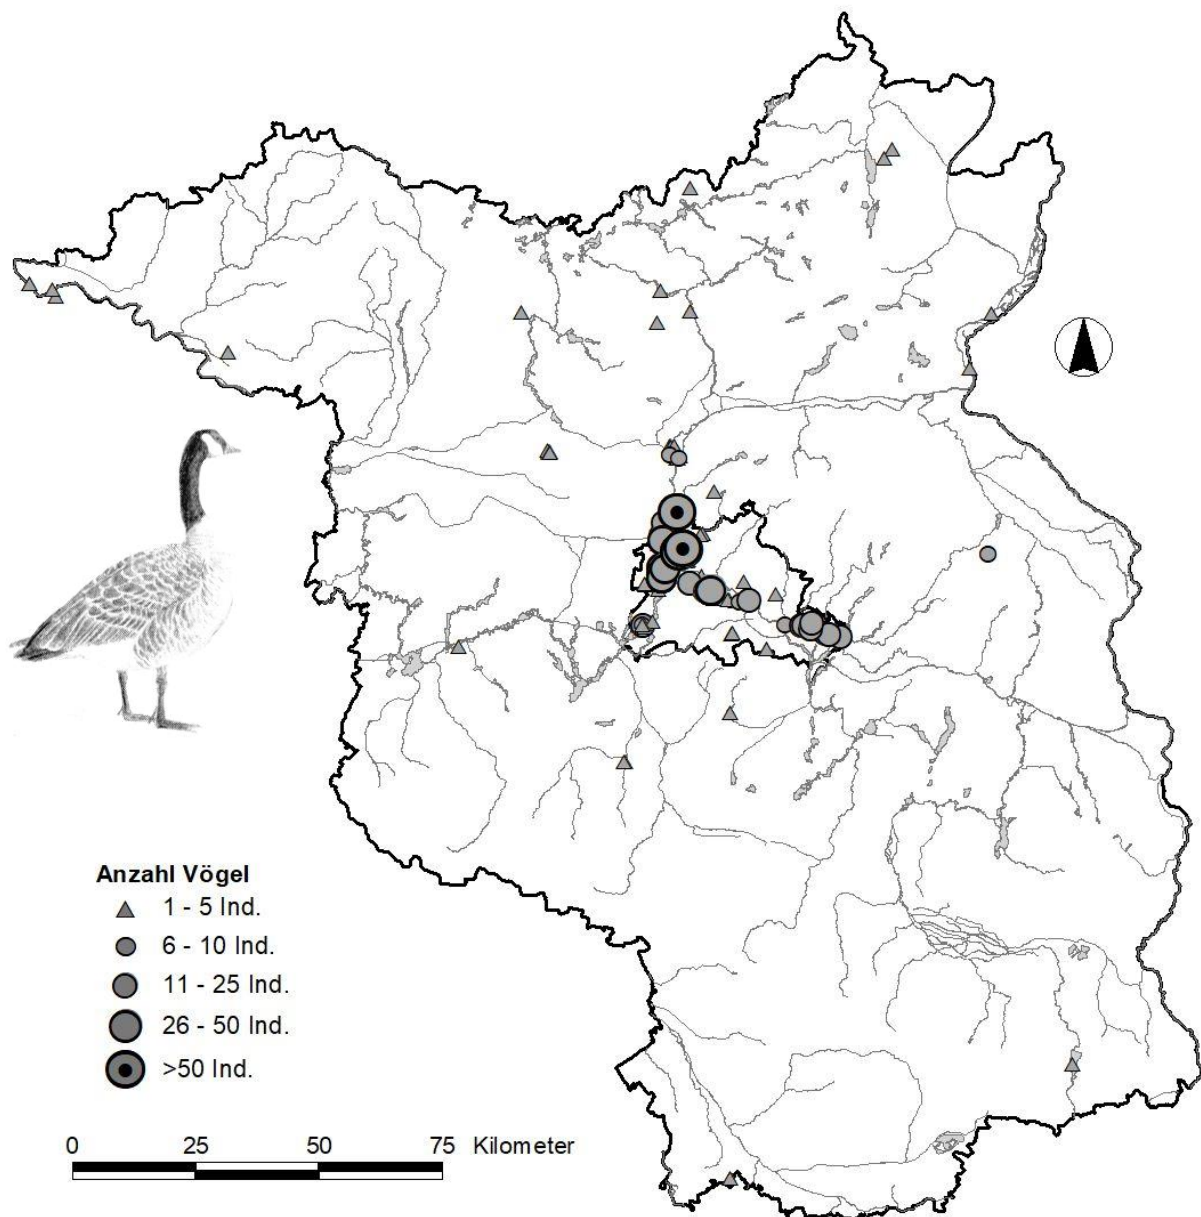 Anzahl Vögel
1 - 5 Ind.
6 - 10 Ind.
11 - 25 Ind.
26 - 50 Ind.
>50 Ind.
0 25 50 75 Kilometer